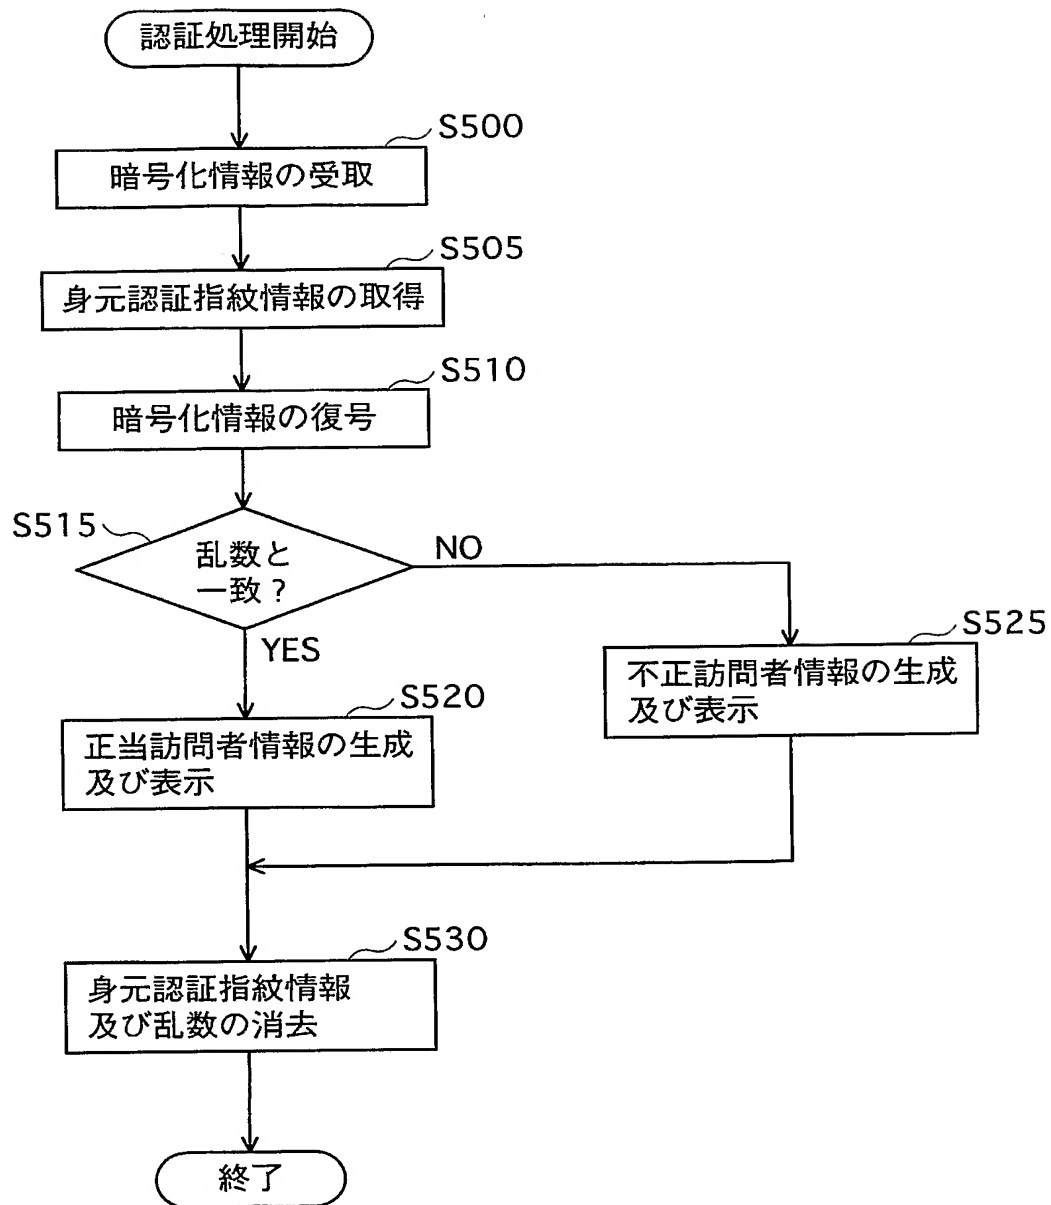 認証処理開始
S500
暗号化情報の受取
S505
身元認証指紋情報の取得
S510
暗号化情報の復号
S515
乱数と
一致?
NO
YES
S525
不正訪問者情報の生成
及び表示
S520
正当訪問者情報の生成
及び表示
S530
身元認証指紋情報
及び乱数の消去
終了